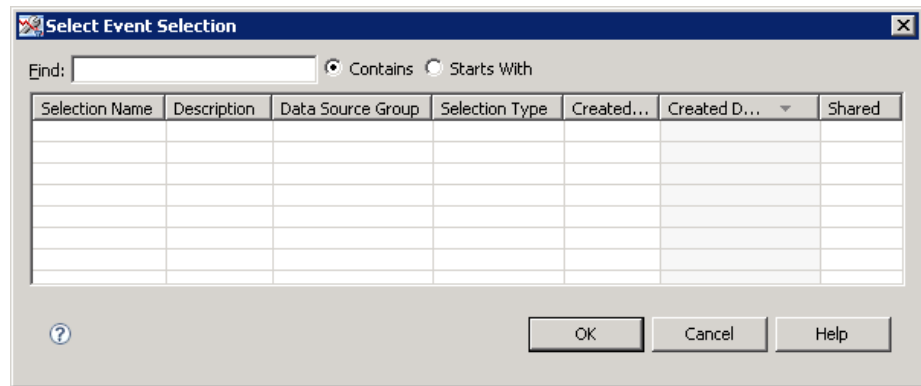 Select Event Selection
Find: Contains Starts With
Selection Name Description Data Source Group Selection Type Created... Created D... Shared
? OK Cancel Help